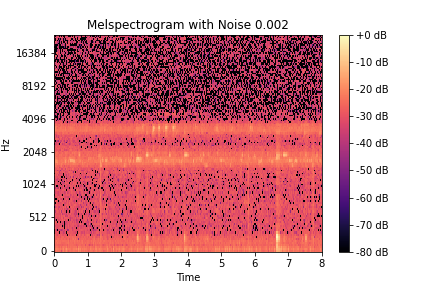 Melspectrogram with Noise 0.002
Hz
16384
8192
4096
2048
1024
512
0
0 1 2 3 4 5 6 7 8
Time
+0 dB
-10 dB
-20 dB
-30 dB
-40 dB
-50 dB
-60 dB
-70 dB
-80 dB